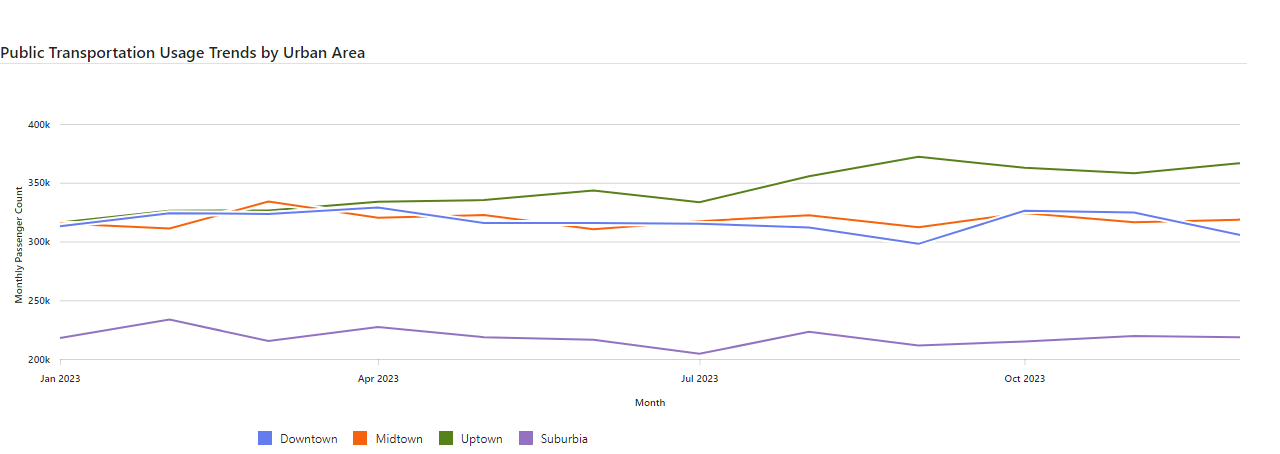 Public Transportation Usage Trends by Urban Area
Monthly Passenger Count
400k
350k
300k
250k
200k
Jan 2023 Apr 2023 Jul 2023 Oct 2023
Month
Downtown Midtown Uptown Suburbia